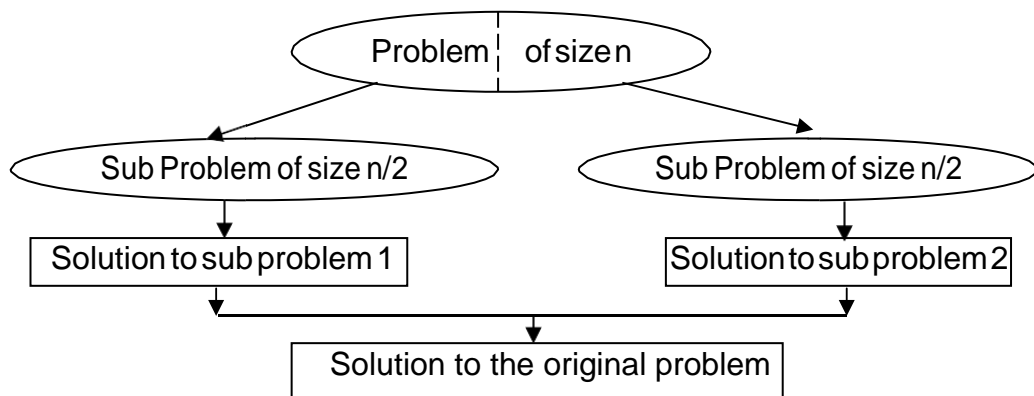 Problem of size n
Sub Problem of size n/2
Sub Problem of size n/2
Solution to sub problem 1
Solution to sub problem 2
Solution to the original problem